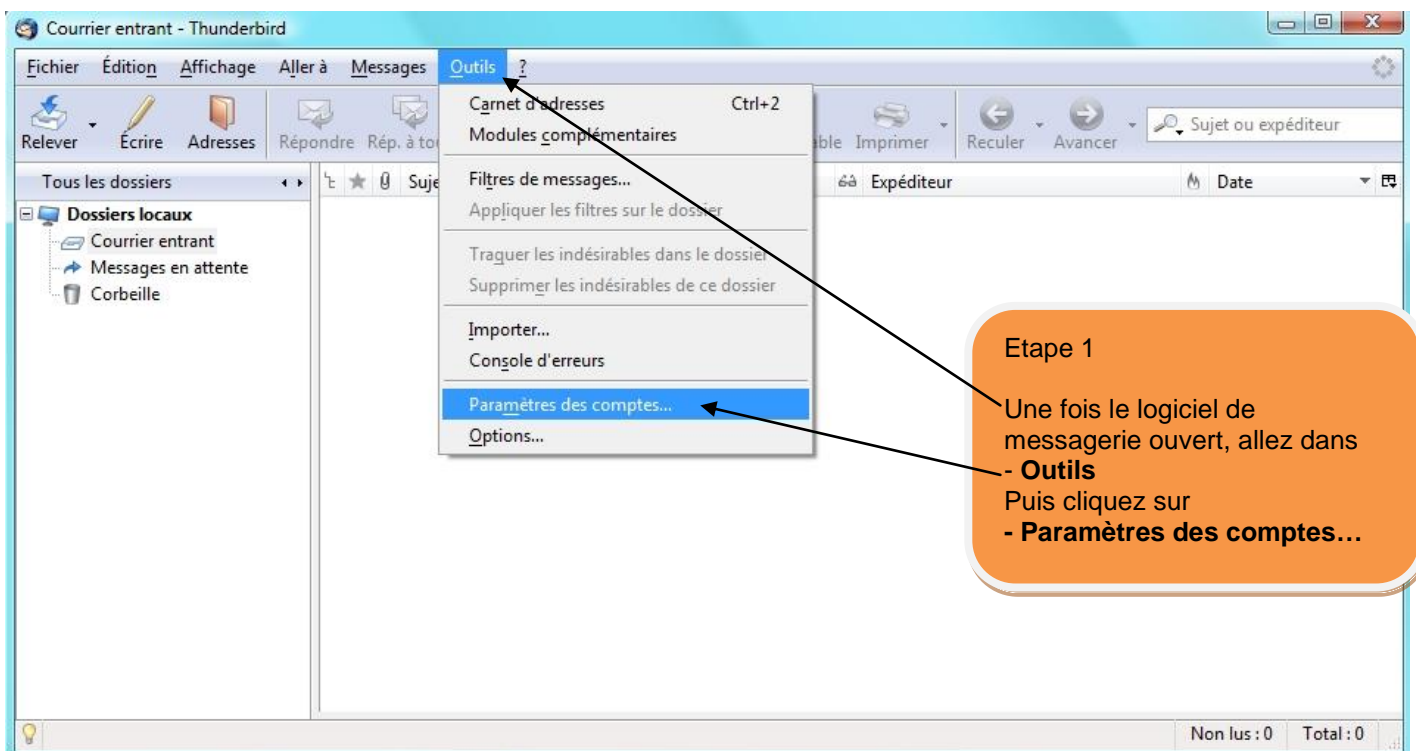 Courrier entrant - Thunderbird
Fichier Édition Affichage Aller à Messages Outils ?
Relever Écrire Adresses Répondre Rép. à Imprimer Reculer Avancer Sujet ou expéditeur
Carnet d'adresses Ctrl+2
Modules complémentaires
Filtres de messages...
Appliquer les filtres sur le dossier
Traquer les indésirables dans le dossier
Supprimer les indésirables de ce dossier
Importer...
Console d'erreurs
Paramètres des comptes...
Options...
Tous les dossiers
Expéditeur Date
Dossiers locaux
Courrier entrant
Messages en attente
Corbeille
Etape 1
Une fois le logiciel de
messagerie ouvert, allez dans
- Outils
Puis cliquez sur
- Paramètres des comptes…
Non lus : 0 Total : 0